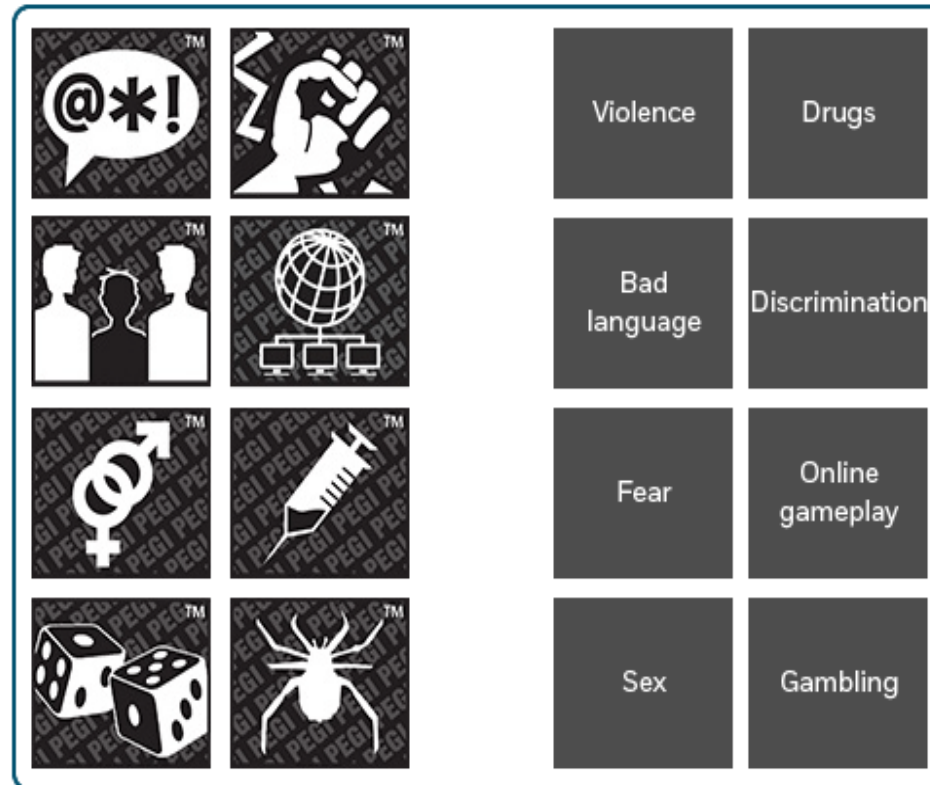 @*!
TM
TM
Violence
Drugs
TM
TM
Bad
language
Discrimination
TM
TM
Fear
Online
gameplay
TM
TM
Sex
Gambling